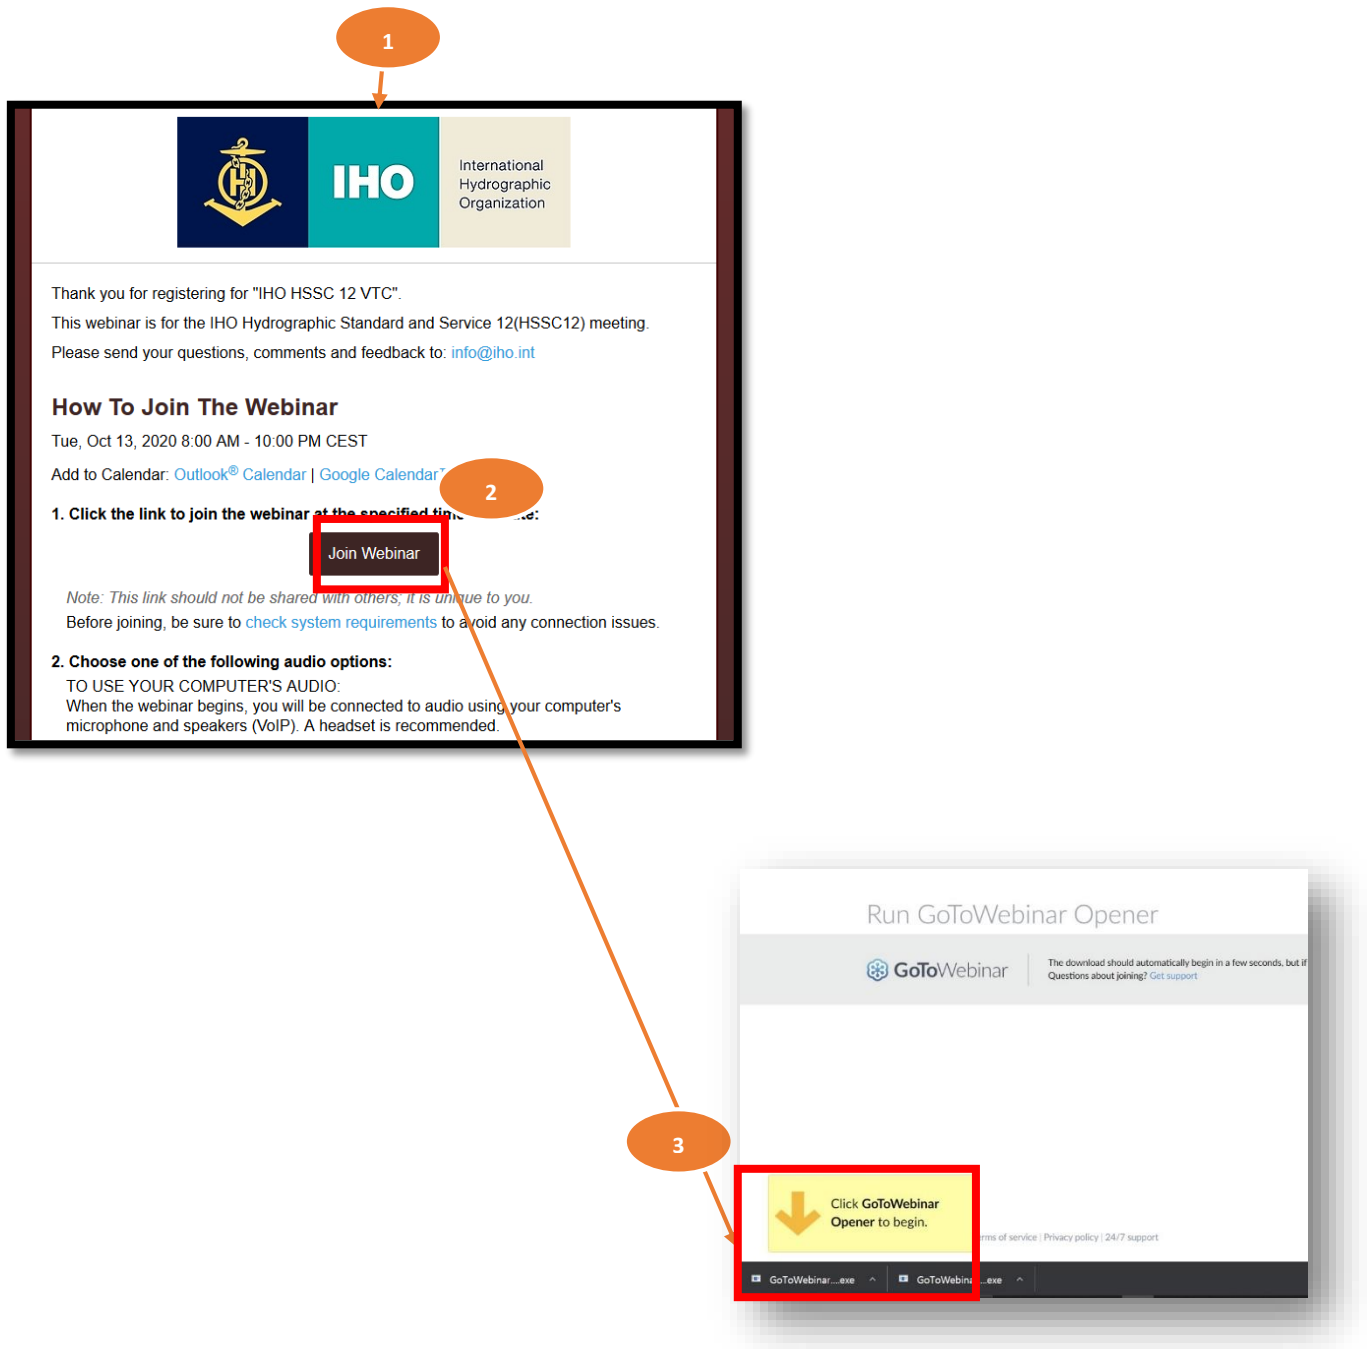 1
IHO
International
Hydrographic
Organization
Thank you for registering for "IHO HSSC 12 VTC".
This webinar is for the IHO Hydrographic Standard and Service 12(HSSC12) meeting.
Please send your questions, comments and feedback to: info@iho.int
How To Join The Webinar
Tue, Oct 13, 2020 8:00 AM - 10:00 PM CEST
Add to Calendar: Outlook® Calendar | Google Calendar
2
1. Click the link to join the webinar at the specified
Join Webinar
Note: This link should not be shared with others; it is unique to you.
Before joining, be sure to check system requirements to avoid any connection issues.
2. Choose one of the following audio options:
TO USE YOUR COMPUTER'S AUDIO:
When the webinar begins, you will be connected to audio using your computer's
microphone and speakers (VoIP). A headset is recommended.
Run GoToWebinar Opener
GoToWebinar
The download should automatically begin in a few seconds, but if
Questions about joining? Get support
3
Click GoToWebinar
Opener to begin.
of service | Privacy policy | 24/7 support
GoToWebinar....exe
GoToWebina ...exe